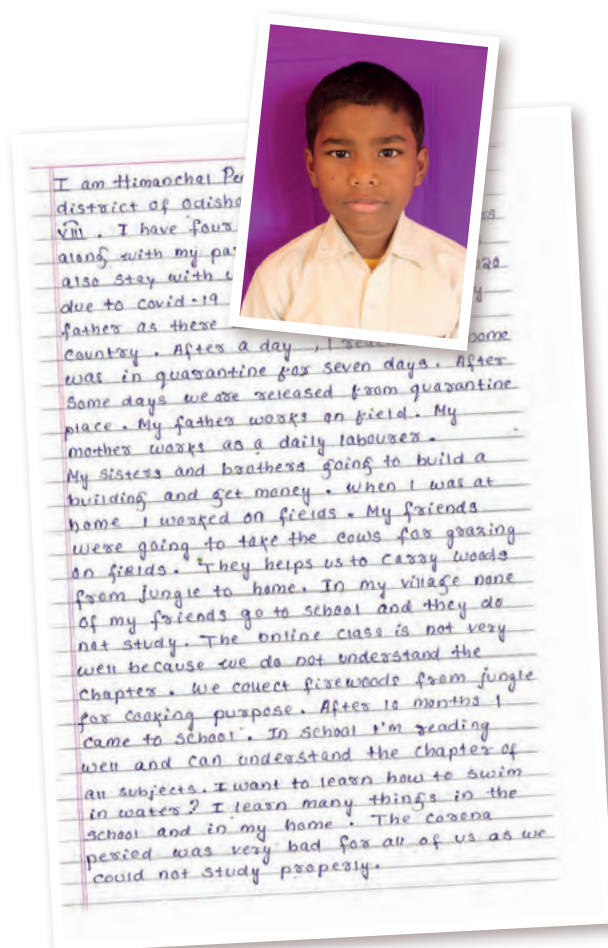 I am Himanchal
district of odisha
VIII. I have four
along with my
also stay with
due to covid-19
father as there
country. After a day, I home
was in quarantine for seven days. After
some days we are released from quarantine
place. My father works on field. My
mother works as a daily labourer.
My sisters and brothers going to build a
building and get money. When I was at
home I worked on fields. My friends
were going to take the cows for grazing
on fields. They helps us to carry woods
from jungle to home. In my village none
of my friends go to school and they do
not study. The online class is not very
well because we do not understand the
chapter. We collect firewoods from jungle
for cooking purpose. After 10 months I
came to school. In school I'm reading
well and can understand the chapter of
all subjects. I want to learn how to swim
in water? I learn many things in the
school and in my home. The corona
period was very bad for all of us as we
could not study properly.